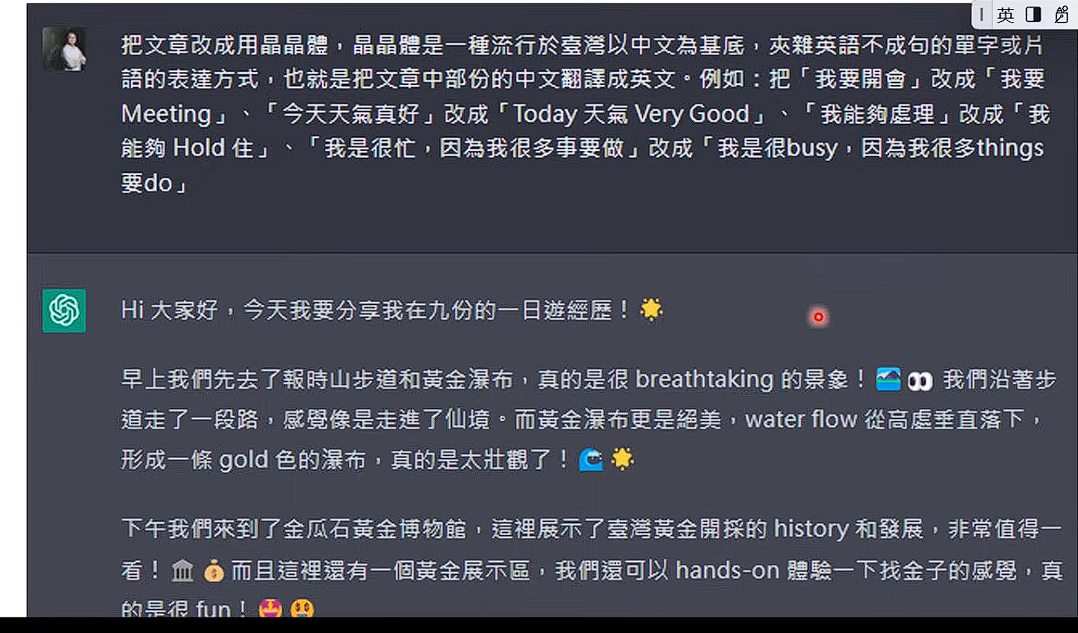 英
把文章改成用晶晶體，晶晶體是一種流行於臺灣以中文為基底，夾雜英語不成句的單字或片
語的表達方式，也就是把文章中部份的中文翻譯成英文。例如：把「我要開會」改成「我要
Meeting」、「今天天氣真好」改成「Today 天氣 Very Good」、「我能夠處理」改成「我
能夠 Hold 住」、「我是很忙，因為我很多事要做」改成「我是很busy，因為我很多things
要do」
Hi 大家好，今天我要分享我在九份的一日遊經歷！🌟
早上我們先去了報時山步道和黃金瀑布，真的是很 breathtaking 的景象！🏞️👀 我們沿著步
道走了一段路，感覺像是走進了仙境。而黃金瀑布更是絕美，water flow 從高處垂直落下，
形成一條 gold 色的瀑布，真的是太壯觀了！🌊🌟
下午我們來到了金瓜石黃金博物館，這裡展示了臺灣黃金開採的 history 和發展，非常值得一
看！🏛️💰而且這裡還有一個黃金展示區，我們還可以 hands-on 體驗一下找金子的感覺，真
的是很 fun！🤩🤑